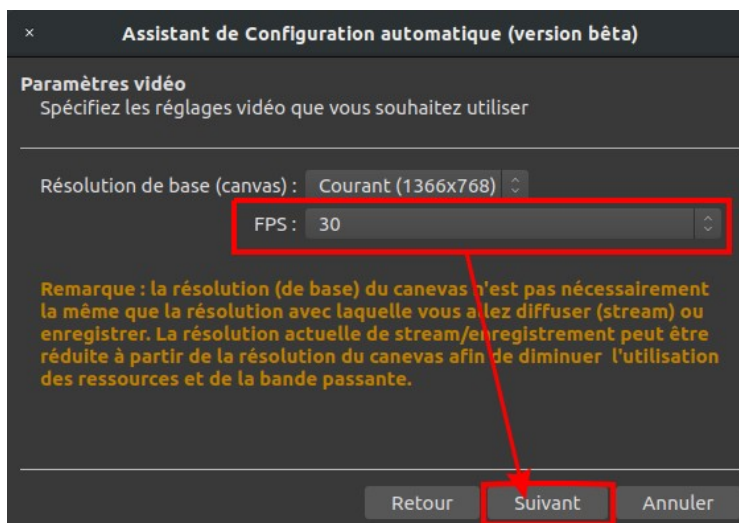 × Assistant de Configuration automatique (version bêta)
Paramètres vidéo
Spécifiez les réglages vidéo que vous souhaitez utiliser
Résolution de base (canvas) : Courant (1366x768)
FPS : 30
Remarque : la résolution (de base) du canevas n'est pas nécessairement
la même que la résolution avec laquelle vous allez diffuser (stream) ou
enregistrer. La résolution actuelle de stream/enregistrement peut être
réduite à partir de la résolution du canevas afin de diminuer l'utilisation
des ressources et de la bande passante.
Retour Suivant Annuler